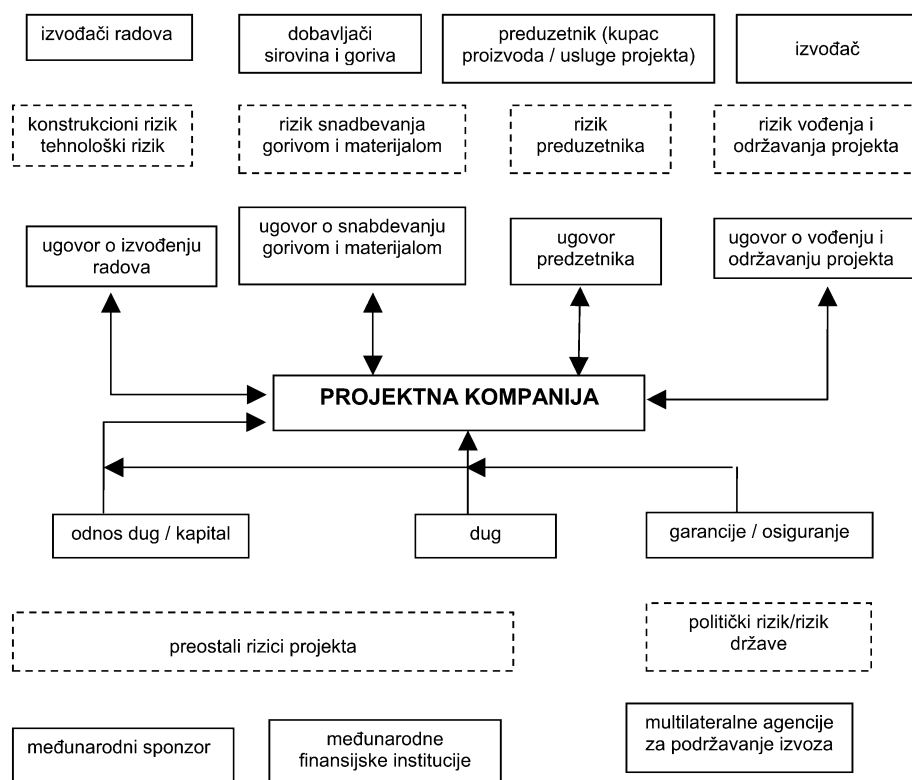 izvođači radova
dobavljači
sirovina i goriva
preduzetnik (kupac
proizvoda / usluge projekta)
izvođač
konstrukcioni rizik
tehnološki rizik
rizik snadbevanja
gorivom i materijalom
rizik
preduzetnika
rizik vođenja i
održavanja projekta
ugovor o izvođenju
radova
ugovor o snabdevanju
gorivom i materijalom
ugovor
predzetnika
ugovor o vođenju i
održavanju projekta
PROJEKTNA KOMPANIJA
odnos dug / kapital
dug
garancije / osiguranje
preostali rizici projekta
politički rizik/rizik
države
međunarodni sponzor
međunarodne
finansijske institucije
multilateralne agencije
za podržavanje izvoza